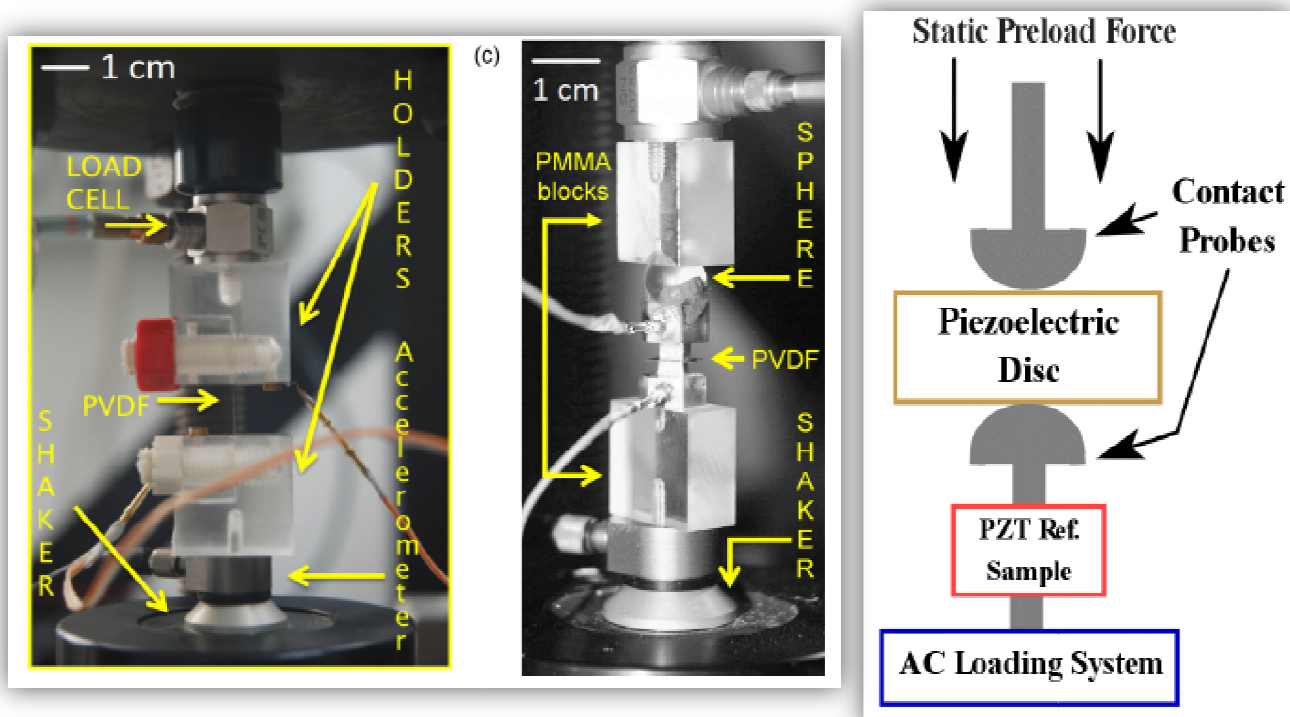 1 cm
LOAD
CELL
HOLDERS
PVDF
SHAKER
Accelerometer
(c)
1 cm
PMMA
blocks
SPHERE
PVDF
SHAKER
Static Preload Force
Contact
Probes
Piezoelectric
Disc
PZT Ref.
Sample
AC Loading System